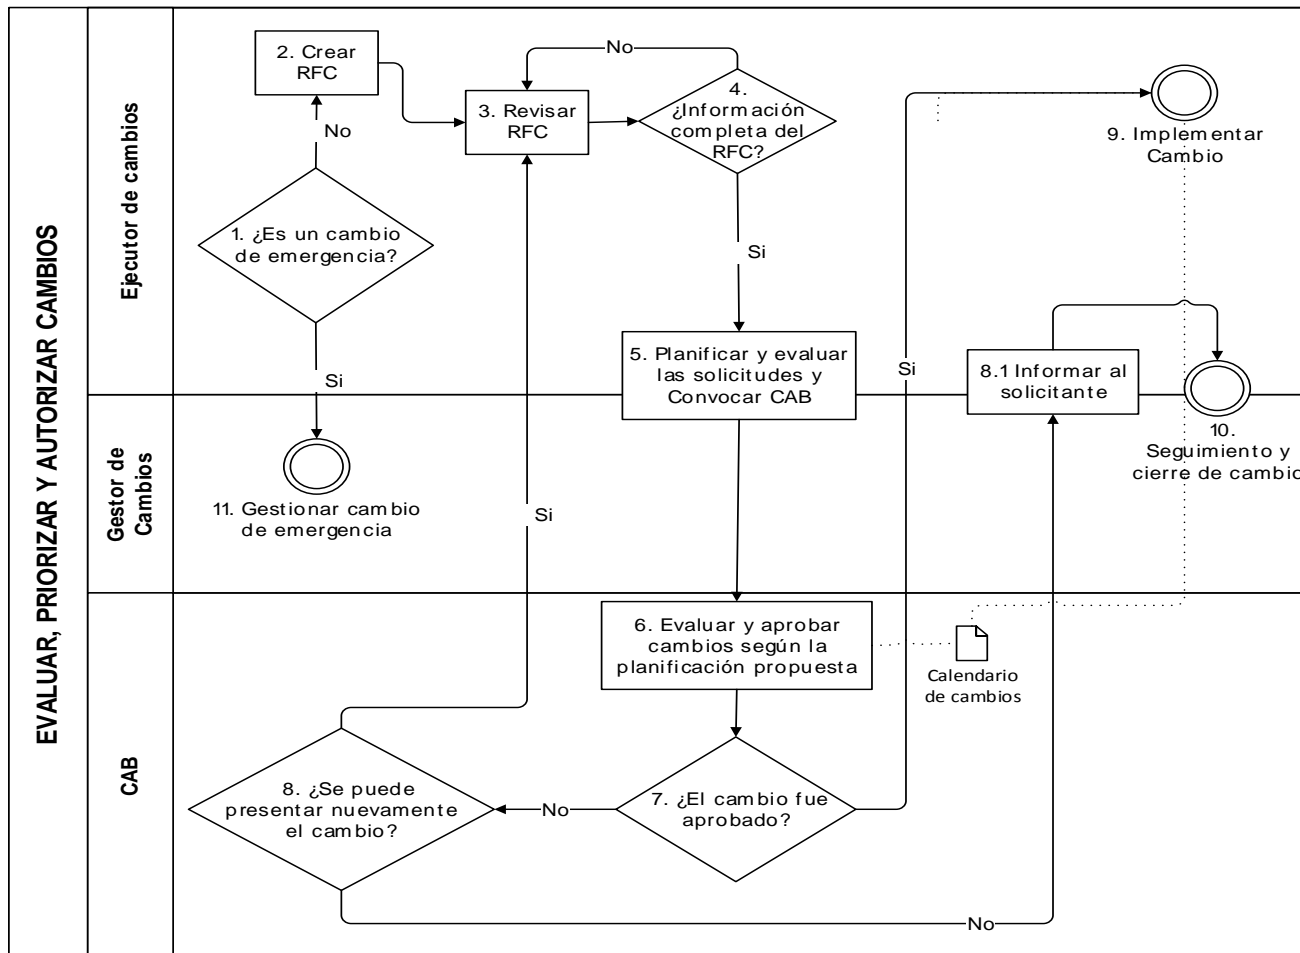 EVALUAR, PRIORIZAR Y AUTORIZAR CAMBIOS
Ejecutor de cambios
2. Crear
RFC
No
3. Revisar
RFC
No
4.
¿Información
completa del
RFC?
9. Implementar
Cambio
1. ¿Es un cambio
de emergencia?
Si
Si
5. Planificar y evaluar
las solicitudes y
Convocar CAB
Si
8.1 Informar al
solicitante
Gestor de
Cambios
11. Gestionar cambio
de emergencia
Si
10.
Seguimiento y
cierre de cambio
CAB
6. Evaluar y aprobar
cambios según la
planificación propuesta
Calendario
de cambios
8. ¿Se puede
presentar nuevamente
el cambio?
No
7. ¿El cambio fue
aprobado?
No